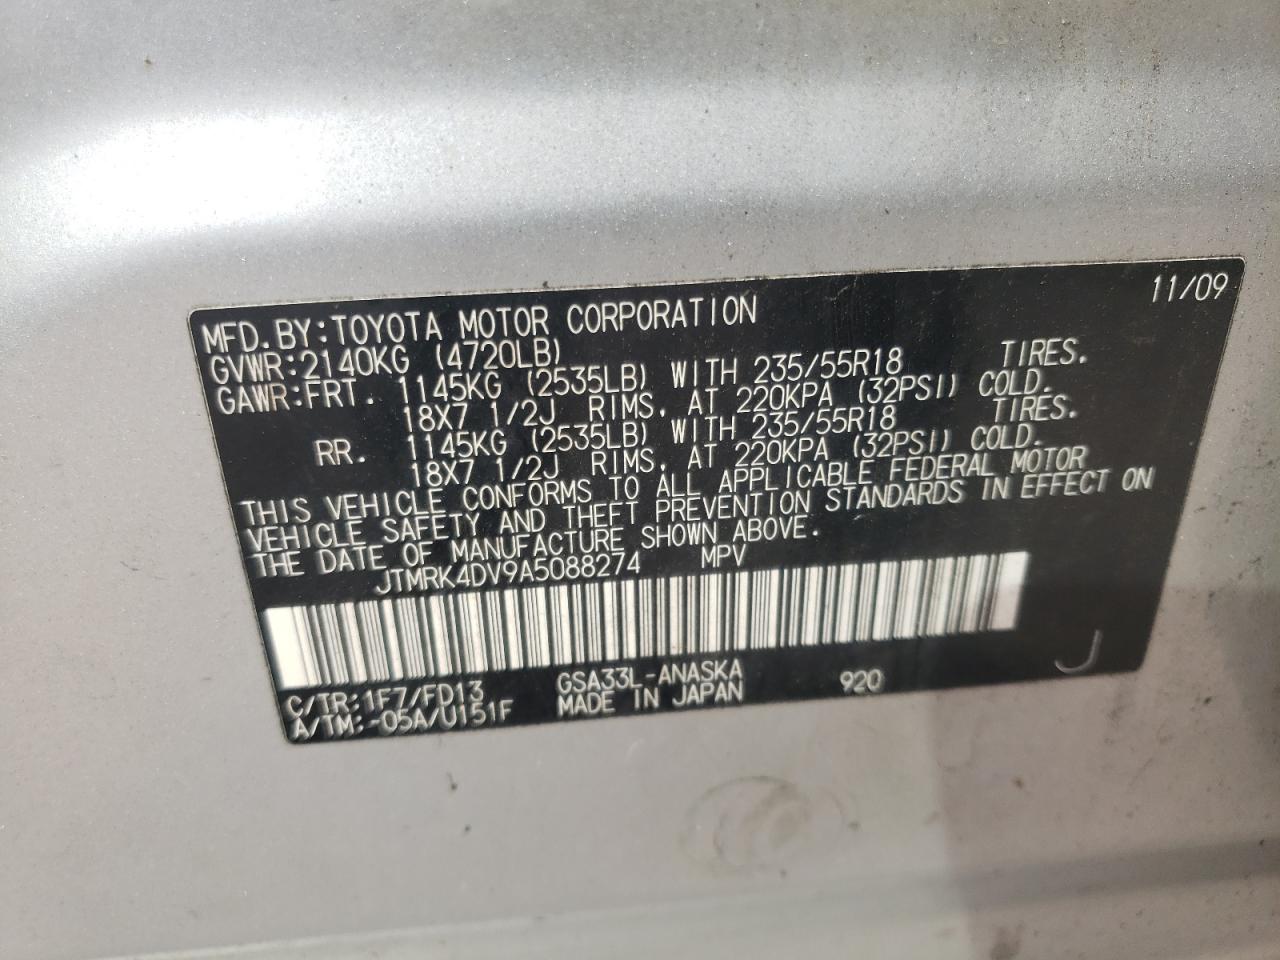 11/09
MFD.BY:TOYOTA MOTOR CORPORATION
GVWR:2140KG (4720LB)
GAWR:FRT. 1145KG (2535LB) WITH 235/55R18 TIRES.
18X7 1/2J RIMS, AT 220KPA (32PSI) COLD.
RR. 1145KG (2535LB) WITH 235/55R18 TIRES.
18X7 1/2J RIMS, AT 220KPA (32PSI) COLD.
THIS VEHICLE CONFORMS TO ALL APPLICABLE FEDERAL MOTOR
VEHICLE SAFETY AND THEFT PREVENTION STANDARDS IN EFFECT ON
THE DATE OF MANUFACTURE SHOWN ABOVE.
JTMRK4DV9A5088274 MPV
C/TR:1F7/FD13 GSA33L-ANASKA 920 J
A/TM:-05A/U151F MADE IN JAPAN